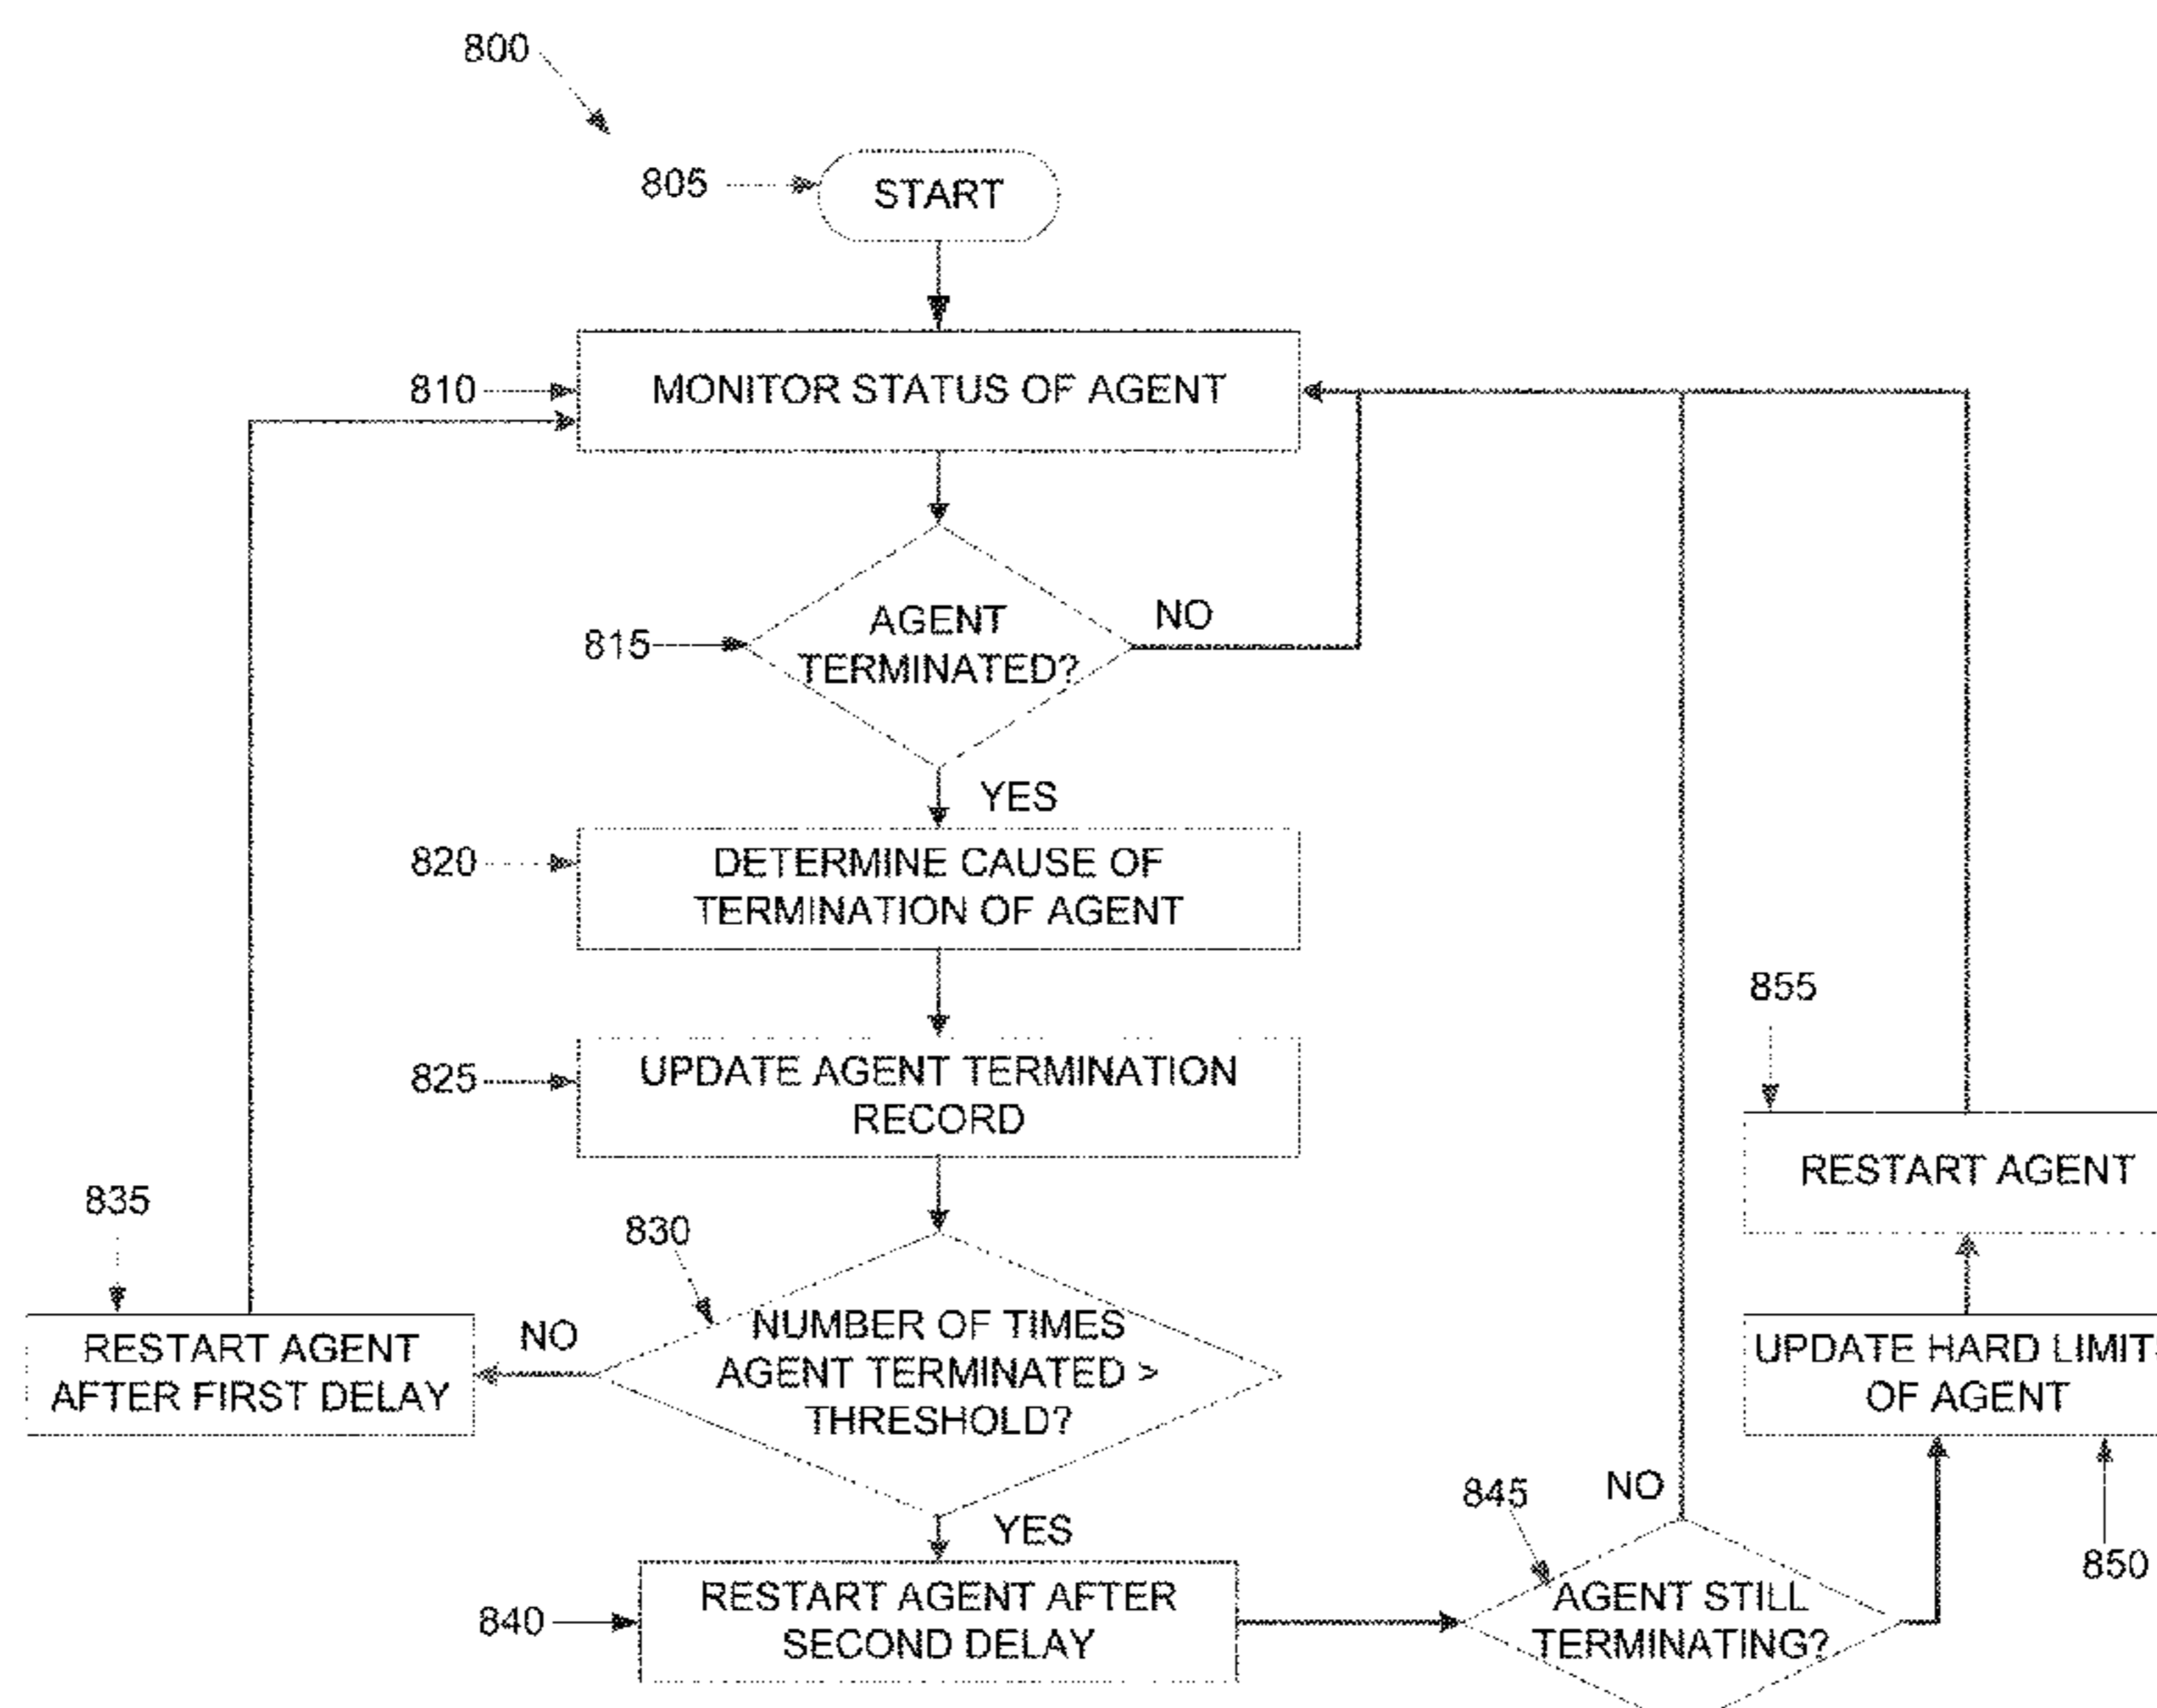 800
805
START
810
MONITOR STATUS OF AGENT
815
AGENT
TERMINATED?
NO
YES
820
DETERMINE CAUSE OF
TERMINATION OF AGENT
825
UPDATE AGENT TERMINATION
RECORD
830
NUMBER OF TIMES
AGENT TERMINATED >
THRESHOLD?
NO
835
RESTART AGENT
AFTER FIRST DELAY
YES
840
RESTART AGENT AFTER
SECOND DELAY
845
AGENT STILL
TERMINATING?
NO
850
UPDATE HARD LIMITS
OF AGENT
855
RESTART AGENT